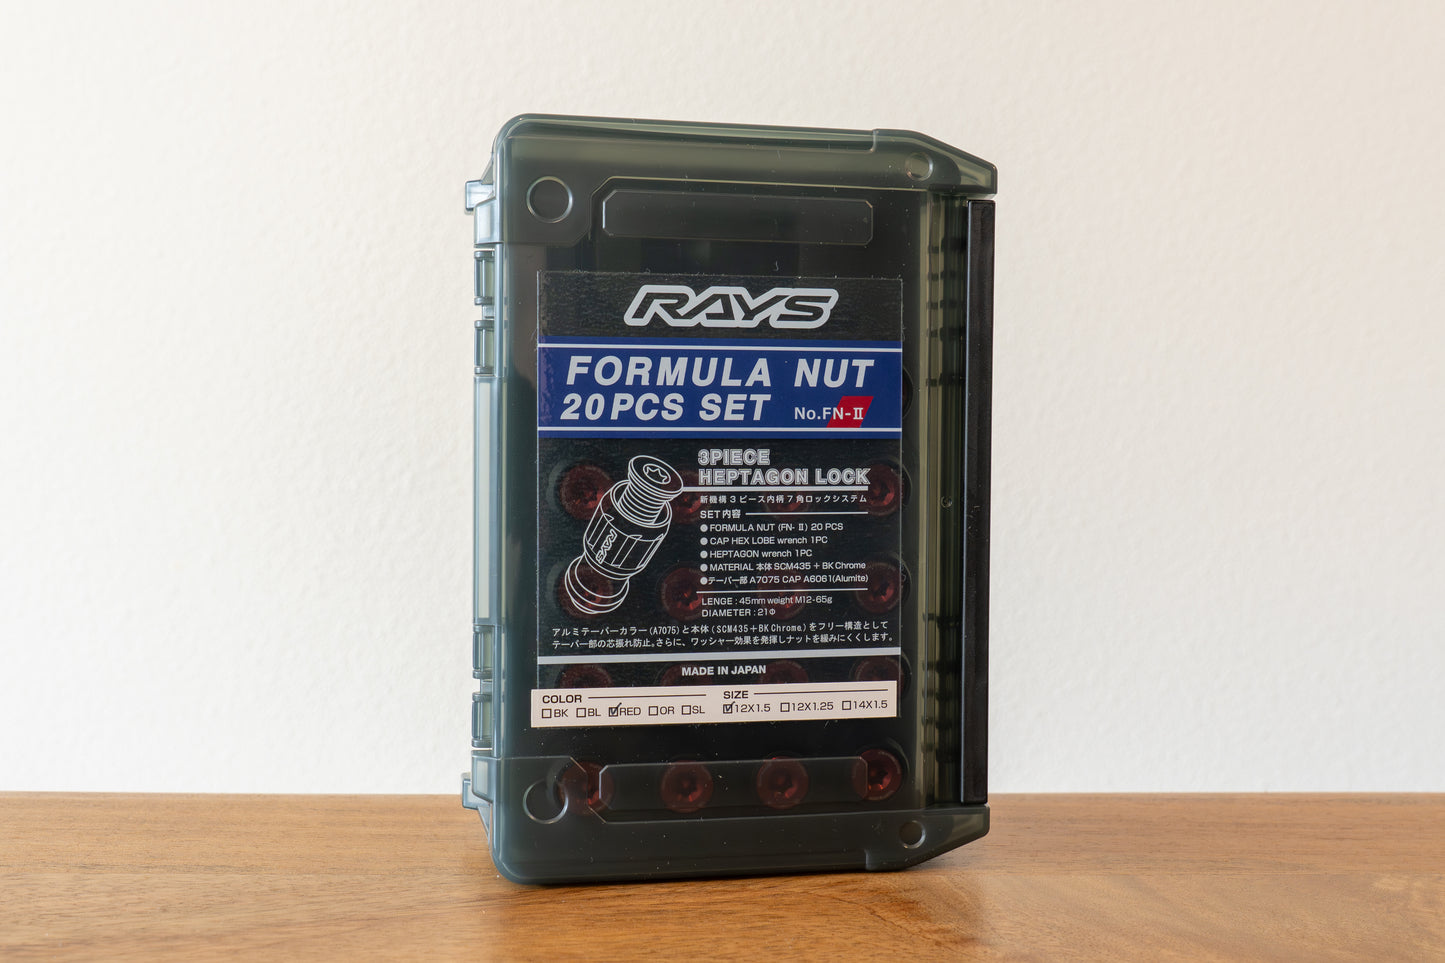 RAYS
FORMULA NUT
20PCS SET No.FN-Ⅱ
3PIECE
HEPTAGON LOCK
新機構3ピース内柄7角ロックシステム
SET内容
●FORMULA NUT (FN-Ⅱ) 20 PCS
●CAP HEX LOBE wrench 1PC
●HEPTAGON wrench 1PC
●MATERIAL 本体 SCM435 + BK Chrome
●テーパー部 A7075 CAP A6061(Alumite)
LENGE : 45mm weight M12-65g
DIAMETER : 21Φ
アルミテーパーカラー(A7075)と本体(SCM435+BK Chrome)をフリー構造として
テーパー部の芯振れ防止。さらに、ワッシャー効果を発揮しナットを緩みにくくします。
MADE IN JAPAN
COLOR
□BK □BL ☑RED □OR □SL
SIZE
☑12X1.5 □12X1.25 □14X1.5
RAYS